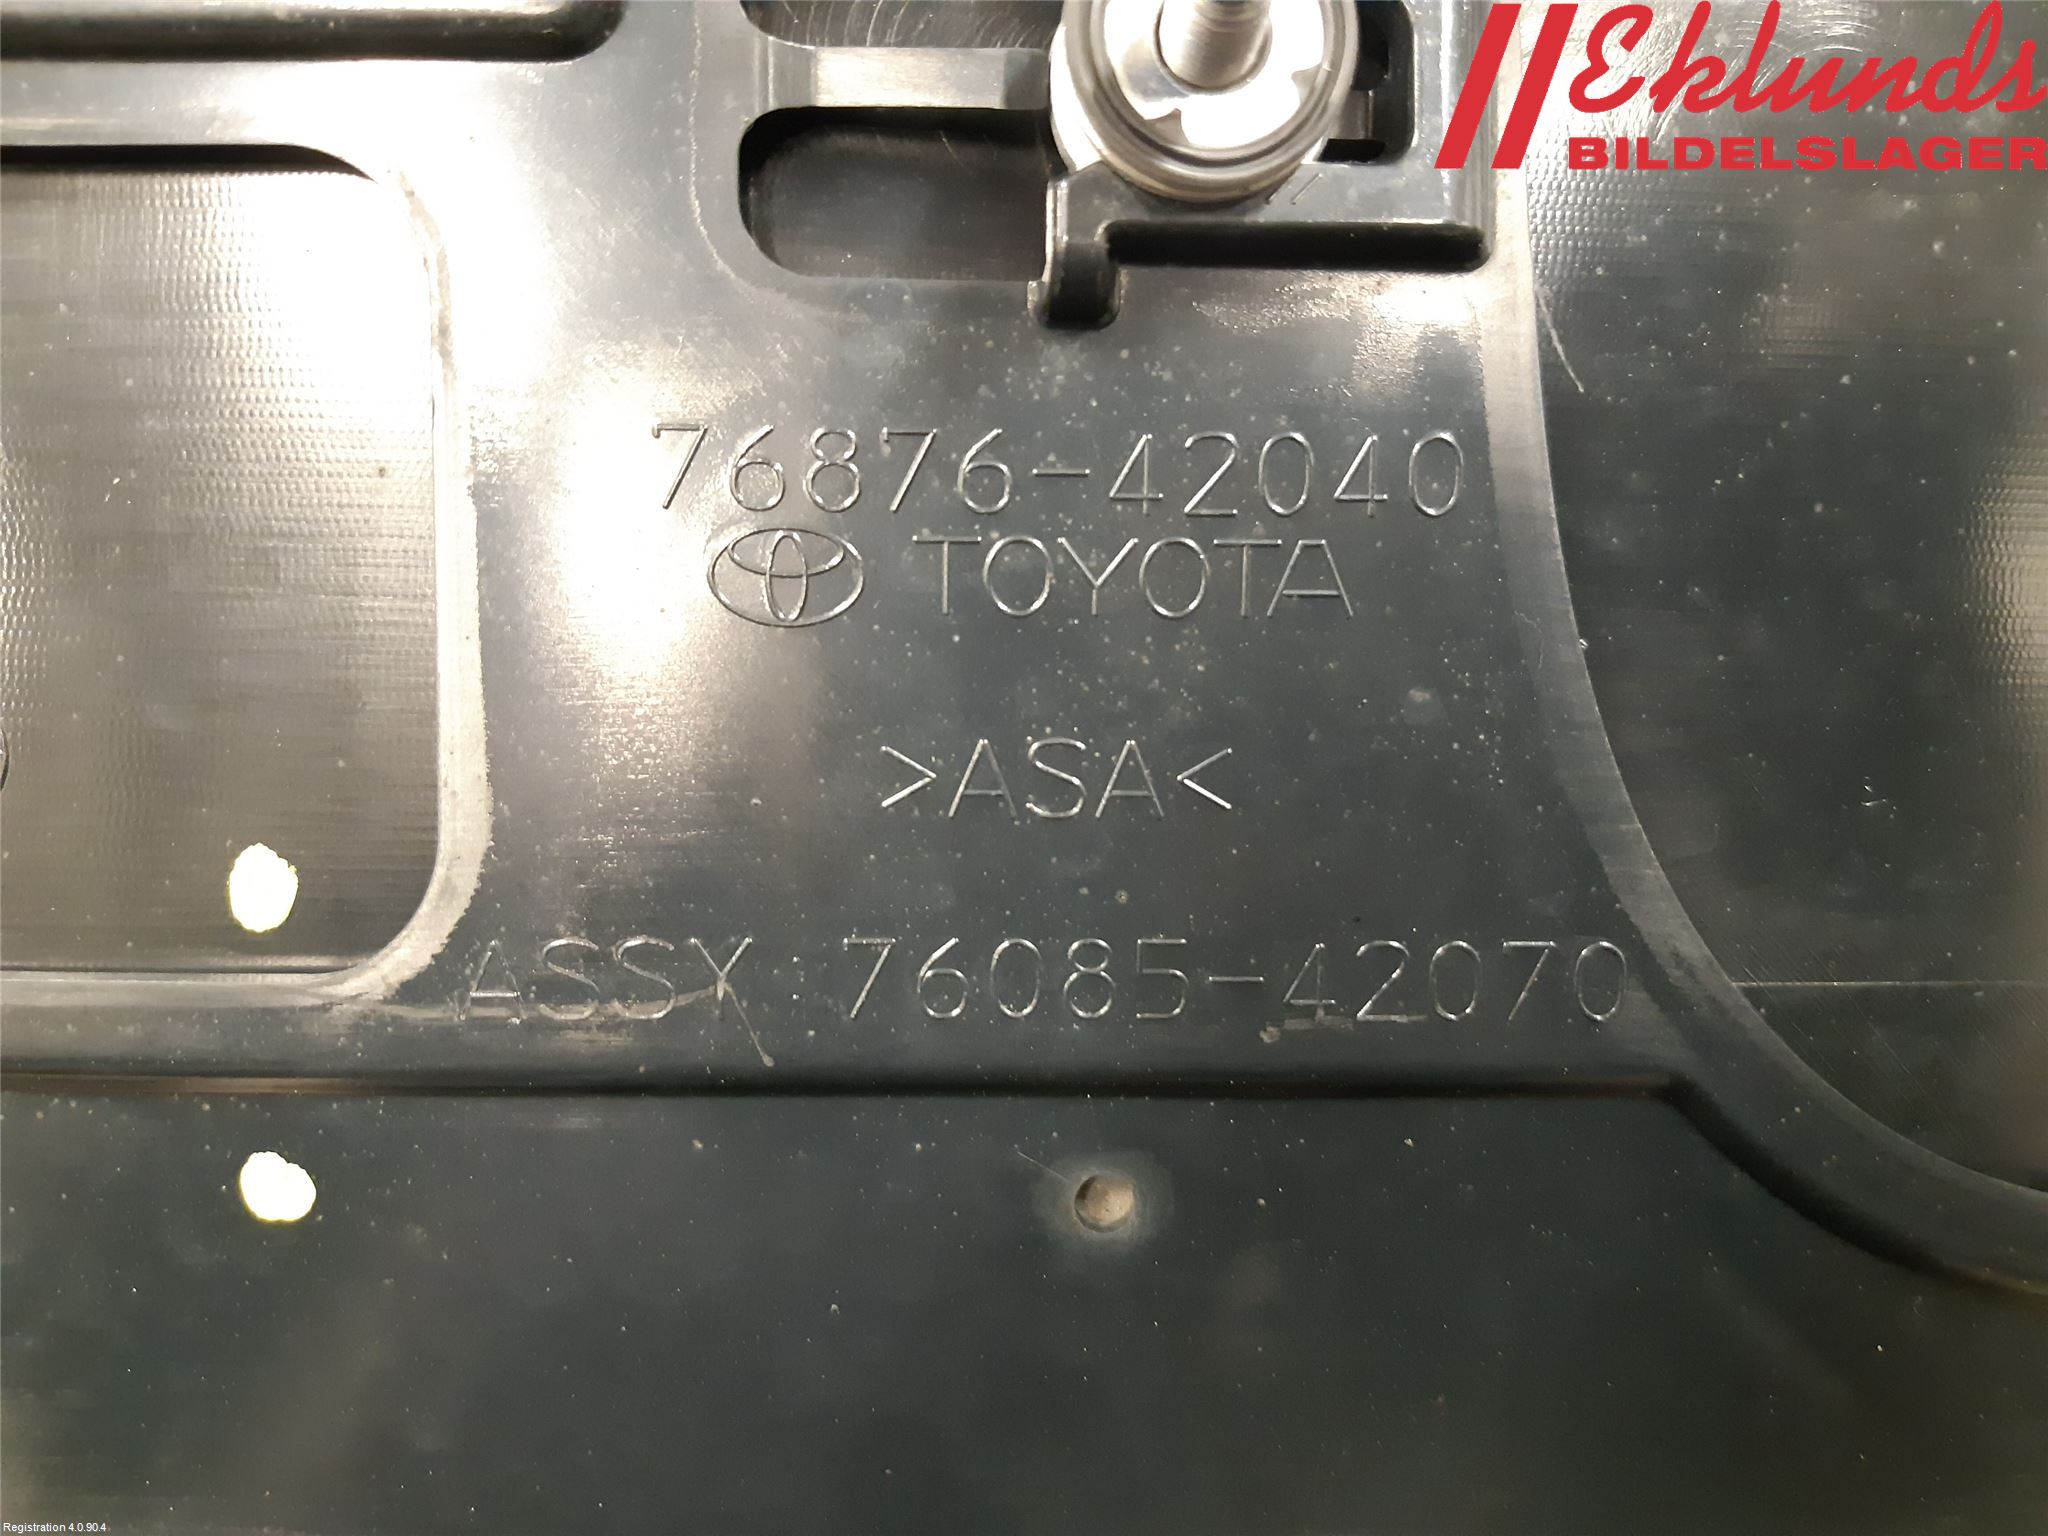 Eklunds
BILDELSLAGER
76876-42040
TOYOTA
>ASA<
ASSY 76085-42070
Registration 4.0.90.4